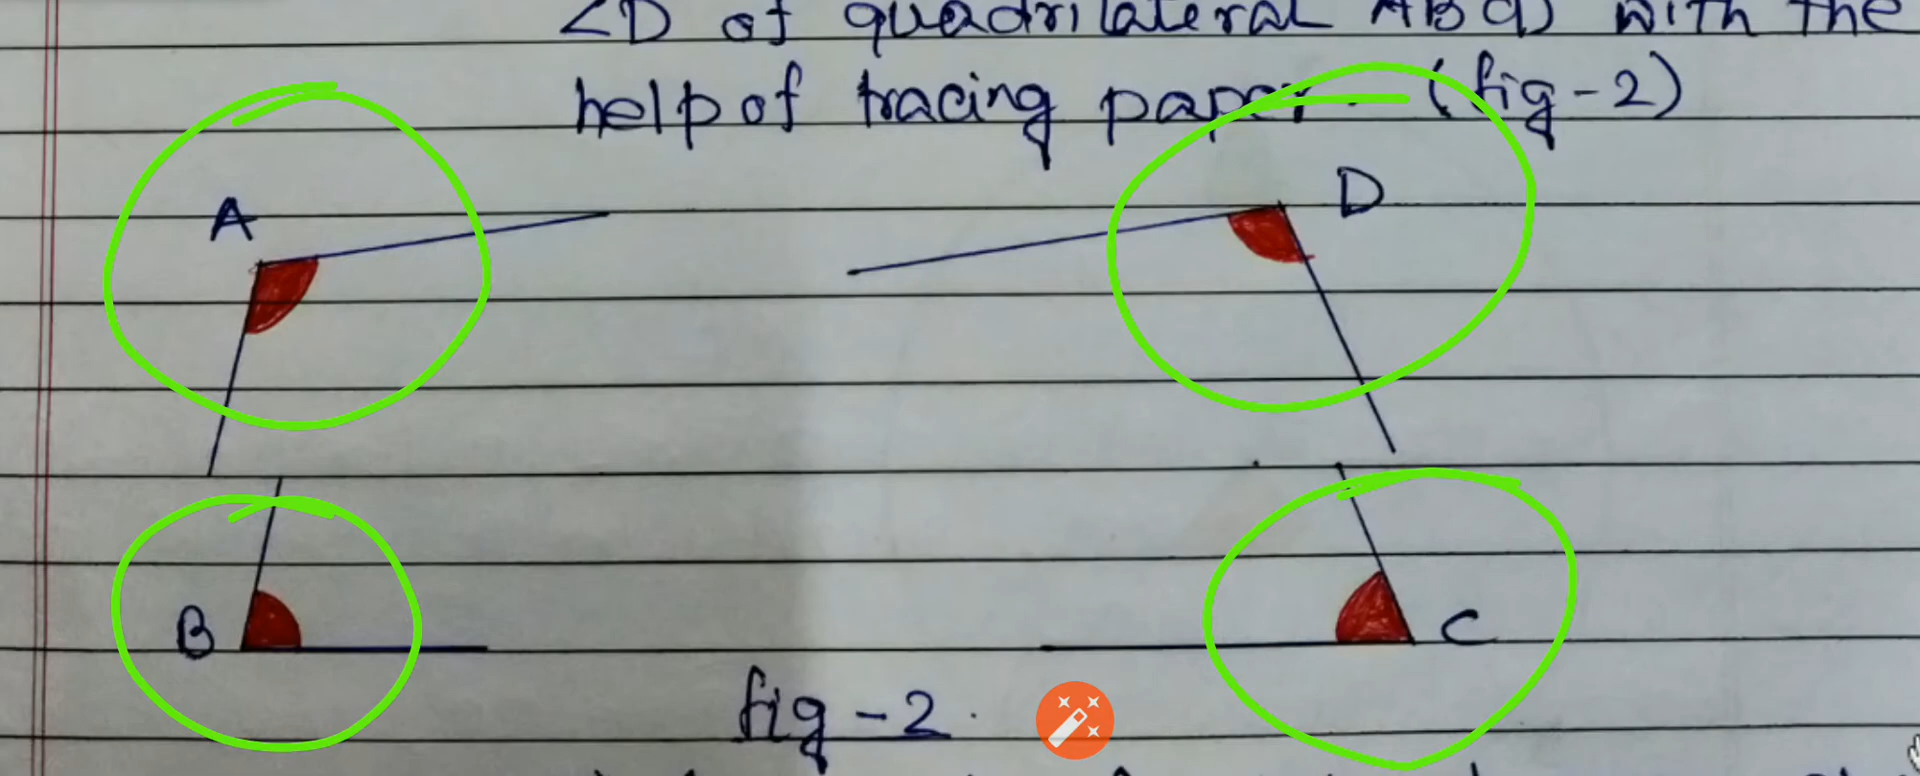 ∠D of quadrilateral ABCD with the
help of tracing paper. (fig-2)
A
D
B
C
fig-2.